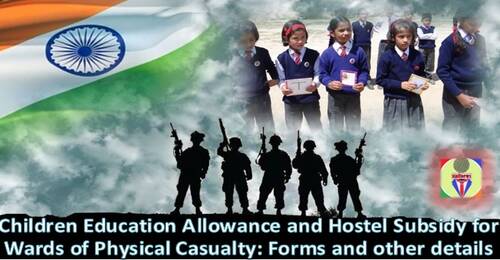 Children Education Allowance and Hostel Subsidy for
Wards of Physical Casualty: Forms and other details